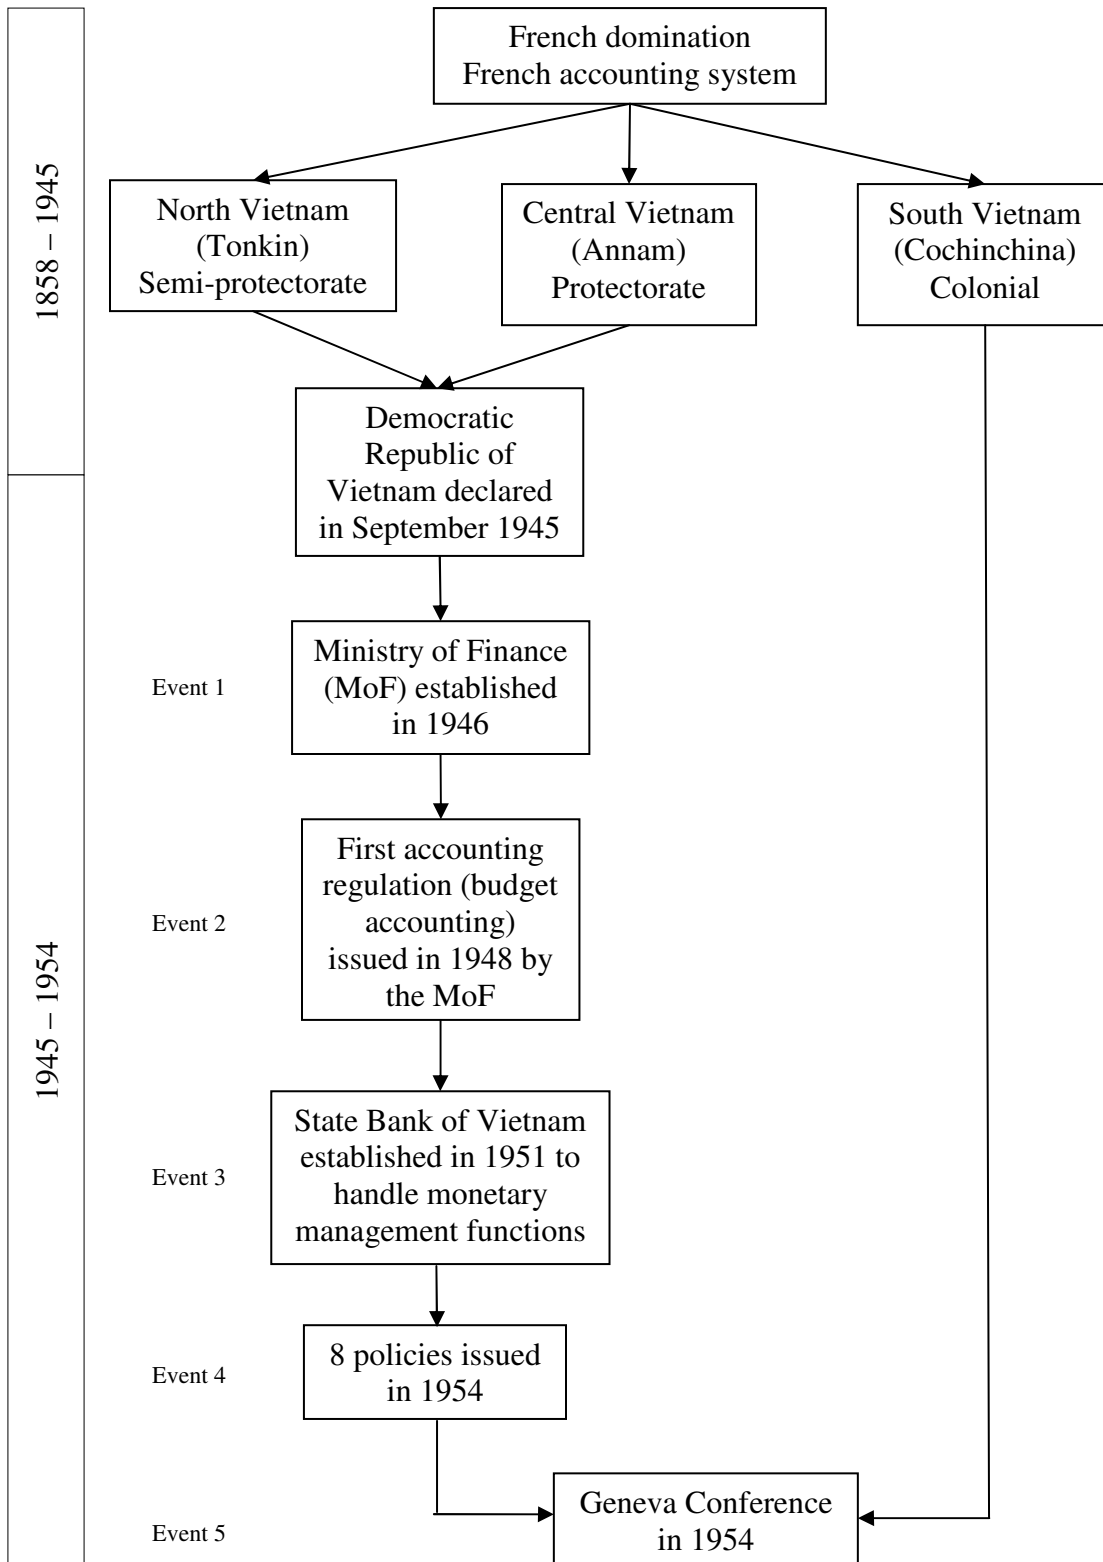 French domination
French accounting system
1858 – 1945
North Vietnam
(Tonkin)
Semi-protectorate
Central Vietnam
(Annam)
Protectorate
South Vietnam
(Cochinchina)
Colonial
Democratic
Republic of
Vietnam declared
in September 1945
1945 – 1954
Event 1
Ministry of Finance
(MoF) established
in 1946
Event 2
First accounting
regulation (budget
accounting)
issued in 1948 by
the MoF
Event 3
State Bank of Vietnam
established in 1951 to
handle monetary
management functions
Event 4
8 policies issued
in 1954
Event 5
Geneva Conference
in 1954